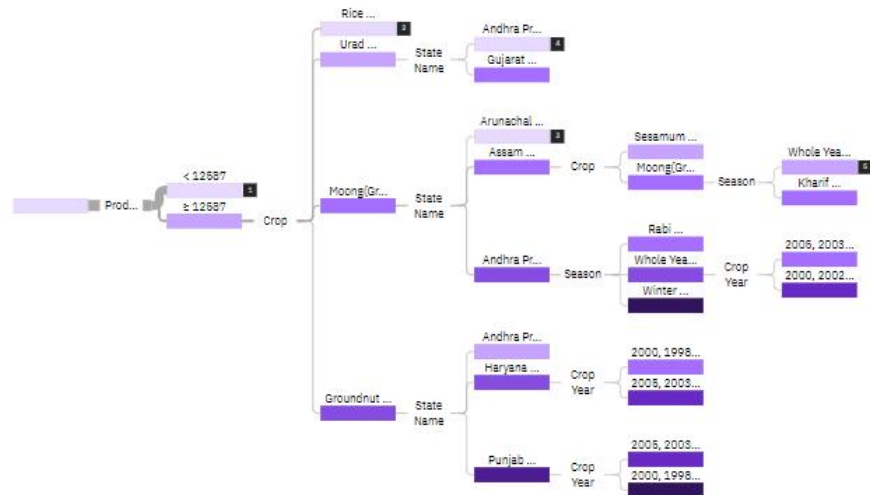 Rice ...
3
Urad ...
State
Name
Andhra Pr...
4
Gujarat ...
Arunachal ...
3
Assam ...
Crop
Sesamum ...
Moong(Gr...
Season
Whole Yea...
5
Kharif ...
< 12587
1
Prod...
≥ 12587
Crop
Moong(Gr...
State
Name
Andhra Pr...
Season
Rabi ...
Whole Yea...
Crop
Year
2005, 2003...
2000, 2002...
Winter ...
Groundnut ...
State
Name
Andhra Pr...
Haryana ...
Crop
Year
2000, 1998...
2005, 2003...
Punjab ...
Crop
Year
2005, 2003...
2000, 1998...